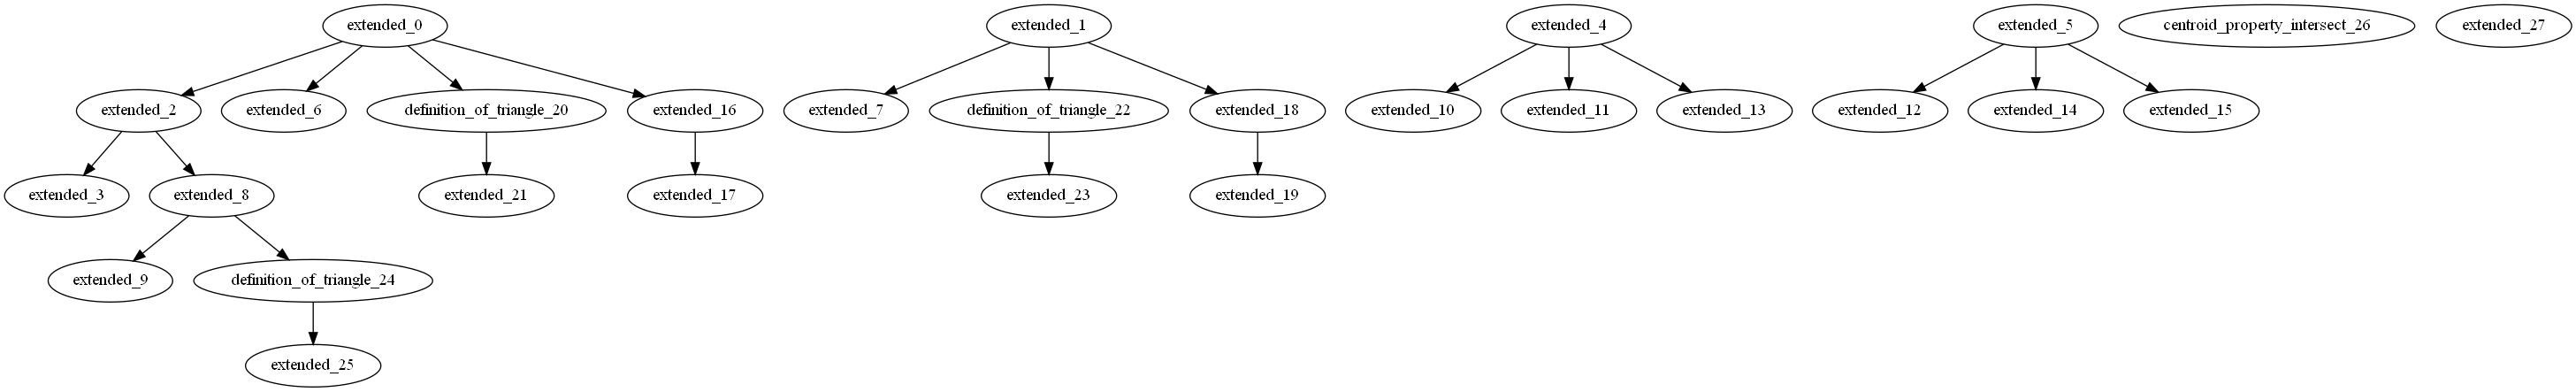 extended_0
extended_1
extended_4
extended_5
centroid_property_intersect_26
extended_27
extended_2
extended_6
definition_of_triangle_20
extended_16
extended_7
definition_of_triangle_22
extended_18
extended_10
extended_11
extended_13
extended_12
extended_14
extended_15
extended_3
extended_8
extended_21
extended_17
extended_23
extended_19
extended_9
definition_of_triangle_24
extended_25